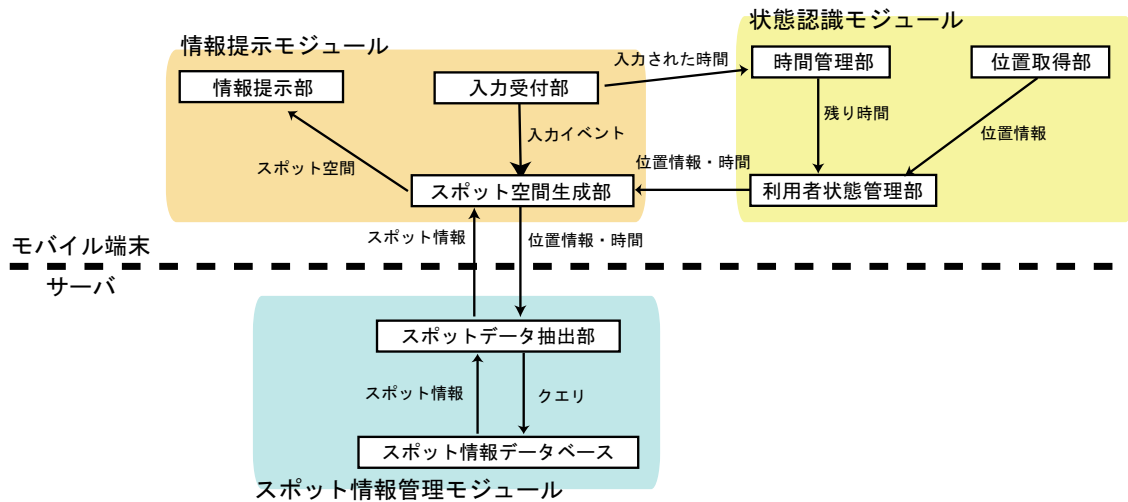 状態認識モジュール
情報提示モジュール
入力された時間
時間管理部
位置取得部
情報提示部
入力受付部
残り時間
入力イベント
位置情報
スポット空間
位置情報・時間
スポット空間生成部
利用者状態管理部
スポット情報
位置情報・時間
モバイル端末
サーバ
スポットデータ抽出部
スポット情報
クエリ
スポット情報データベース
スポット情報管理モジュール